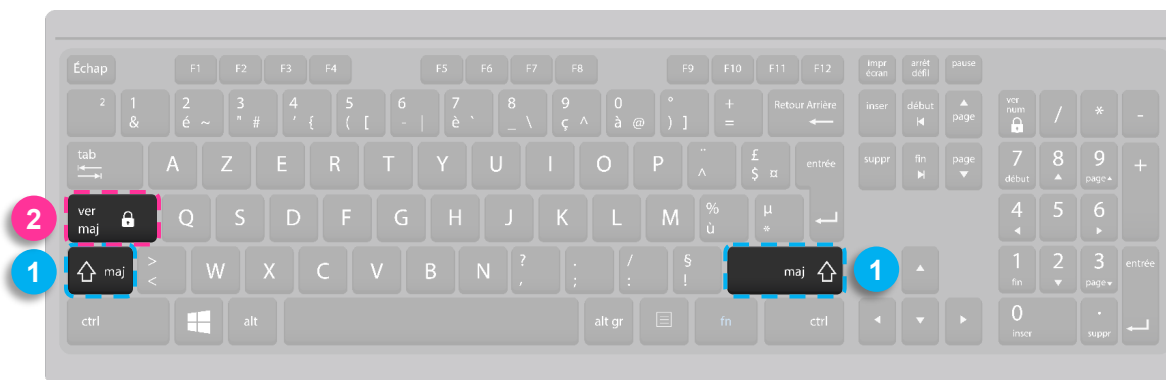 Échap F1 F2 F3 F4 F5 F6 F7 F8 F9 F10 F11 F12 impr écran arrêt défil pause
² 1 & 2 é ~ 3 " # 4 ' { 5 ( [ 6 - | 7 è ` 8 _ \ 9 ç ^ 0 à @ ° ) ] + = Retour Arrière inser début page ver num / * -
tab A Z E R T Y U I O P ¨ ^ £ $ ¤ entrée suppr fin page 7 début 8 9 page +
2 ver maj Q S D F G H J K L M % ù µ * 4 5 6
1 maj > < W X C V B N ? , . ; / : § ! maj 1 1 fin 2 3 page entrée
ctrl alt alt gr fn ctrl 0 inser . suppr